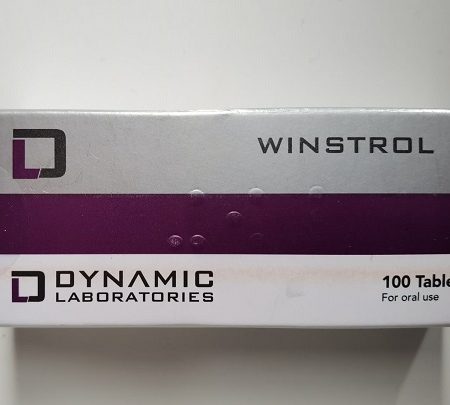 WINSTROL
DYNAMIC
LABORATORIES
100 Table
For oral use